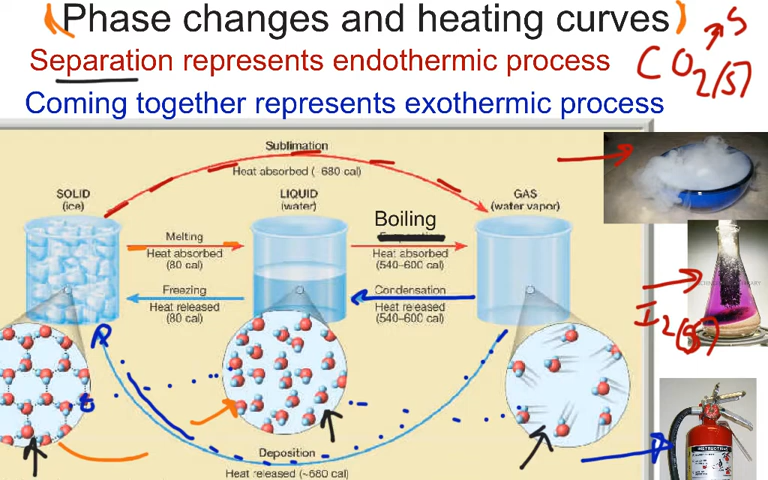 (Phase changes and heating curves)
Separation represents endothermic process
CO2(s)
S
Coming together represents exothermic process
Sublimation
Heat absorbed (~680 cal)
SOLID
(ice)
LIQUID
(water)
GAS
(water vapor)
Boiling
Melting
Heat absorbed
(80 cal)
Heat absorbed
(540–600 cal)
Freezing
Heat released
(80 cal)
Condensation
Heat released
(540–600 cal)
I2(s)
Deposition
Heat released (~680 cal)